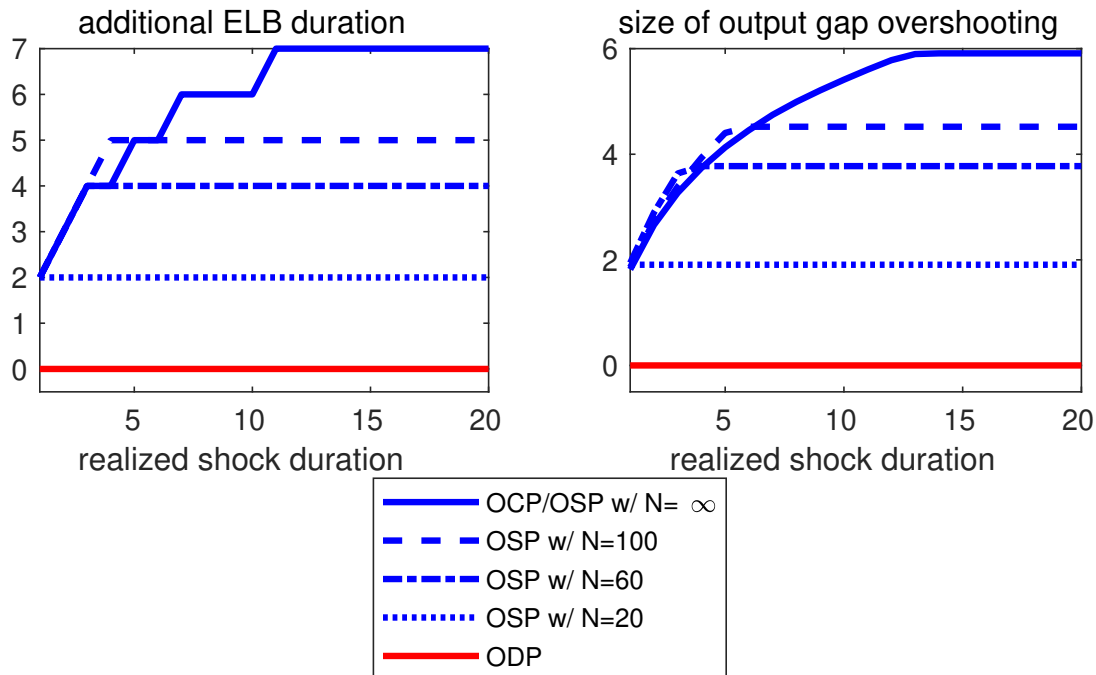 additional ELB duration
7
6
5
4
3
2
1
0
5 10 15 20
realized shock duration
size of output gap overshooting
6
4
2
0
5 10 15 20
realized shock duration
OCP/OSP w/ N= ∞
OSP w/ N=100
OSP w/ N=60
OSP w/ N=20
ODP